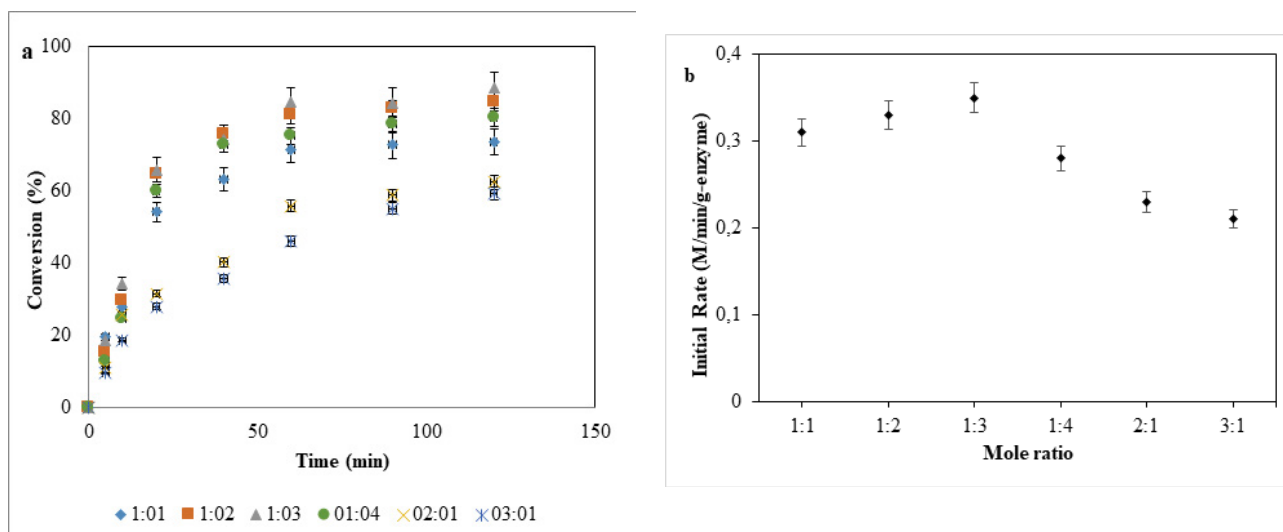 a
100
80
60
40
20
0
Conversion (%)
0 50 100 150
Time (min)
1:01 1:02 1:03 01:04 02:01 03:01
b
0,4
0,3
0,2
0,1
0
Initial Rate (M/min/g-enzyme)
1:1 1:2 1:3 1:4 2:1 3:1
Mole ratio